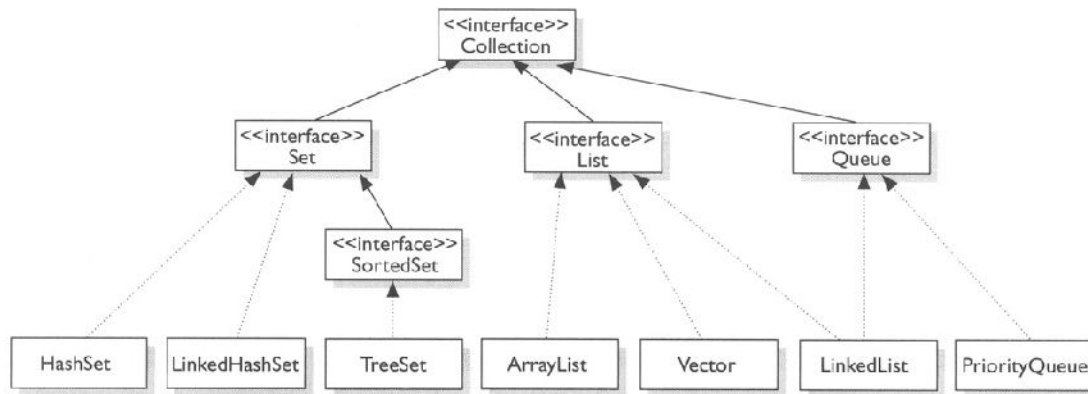 <<interface>>
Collection
<<interface>>
Set
<<interface>>
List
<<interface>>
Queue
<<interface>>
SortedSet
HashSet
LinkedHashSet
TreeSet
ArrayList
Vector
LinkedList
PriorityQueue